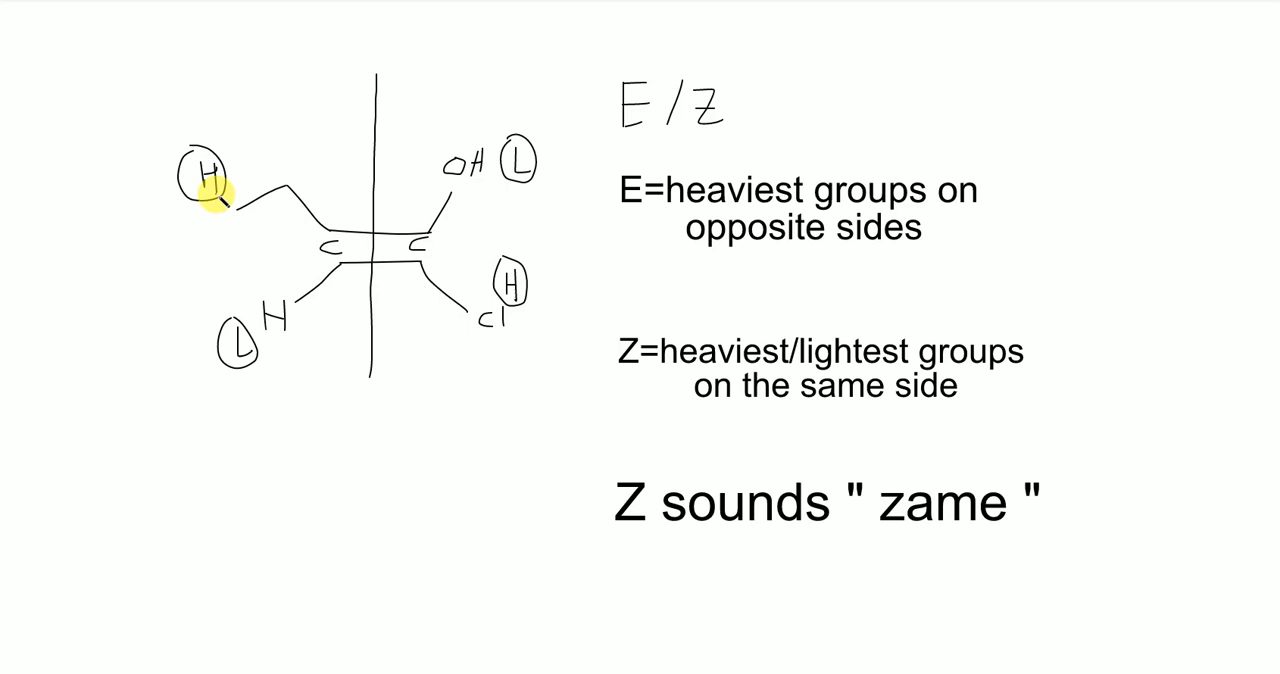 E/Z
H
OH L
E=heaviest groups on
opposite sides
C C
H
H
Cl
L
Z=heaviest/lightest groups
on the same side
Z sounds " zame "